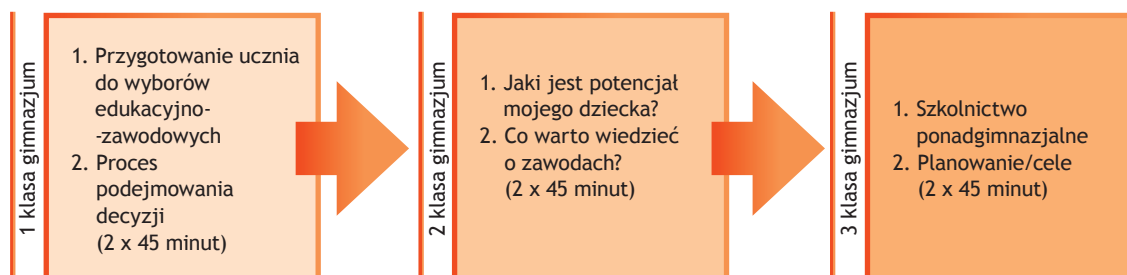 1 klasa gimnazjum
1. Przygotowanie ucznia
do wyborów
edukacyjno-
-zawodowych
2. Proces
podejmowania
decyzji
(2 x 45 minut)
2 klasa gimnazjum
1. Jaki jest potencjał
mojego dziecka?
2. Co warto wiedzieć
o zawodach?
(2 x 45 minut)
3 klasa gimnazjum
1. Szkolnictwo
ponadgimnazjalne
2. Planowanie/cele
(2 x 45 minut)